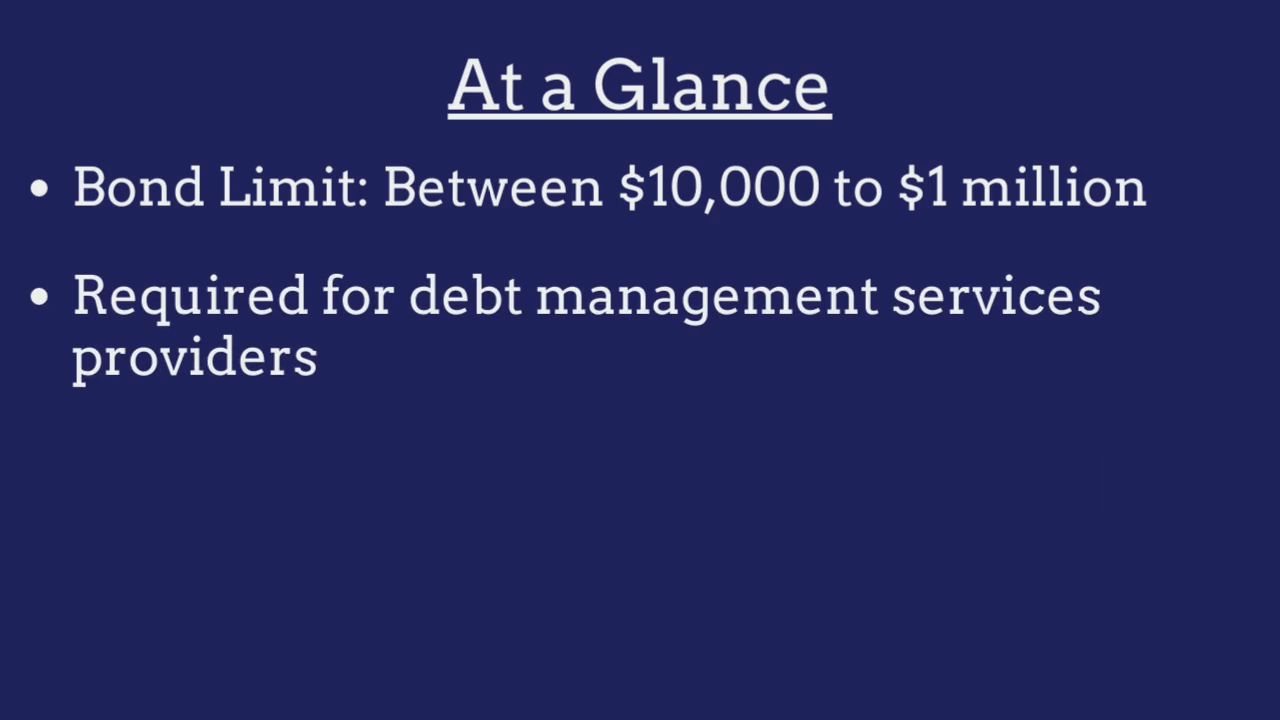 At a Glance
• Bond Limit: Between $10,000 to $1 million
• Required for debt management services
providers